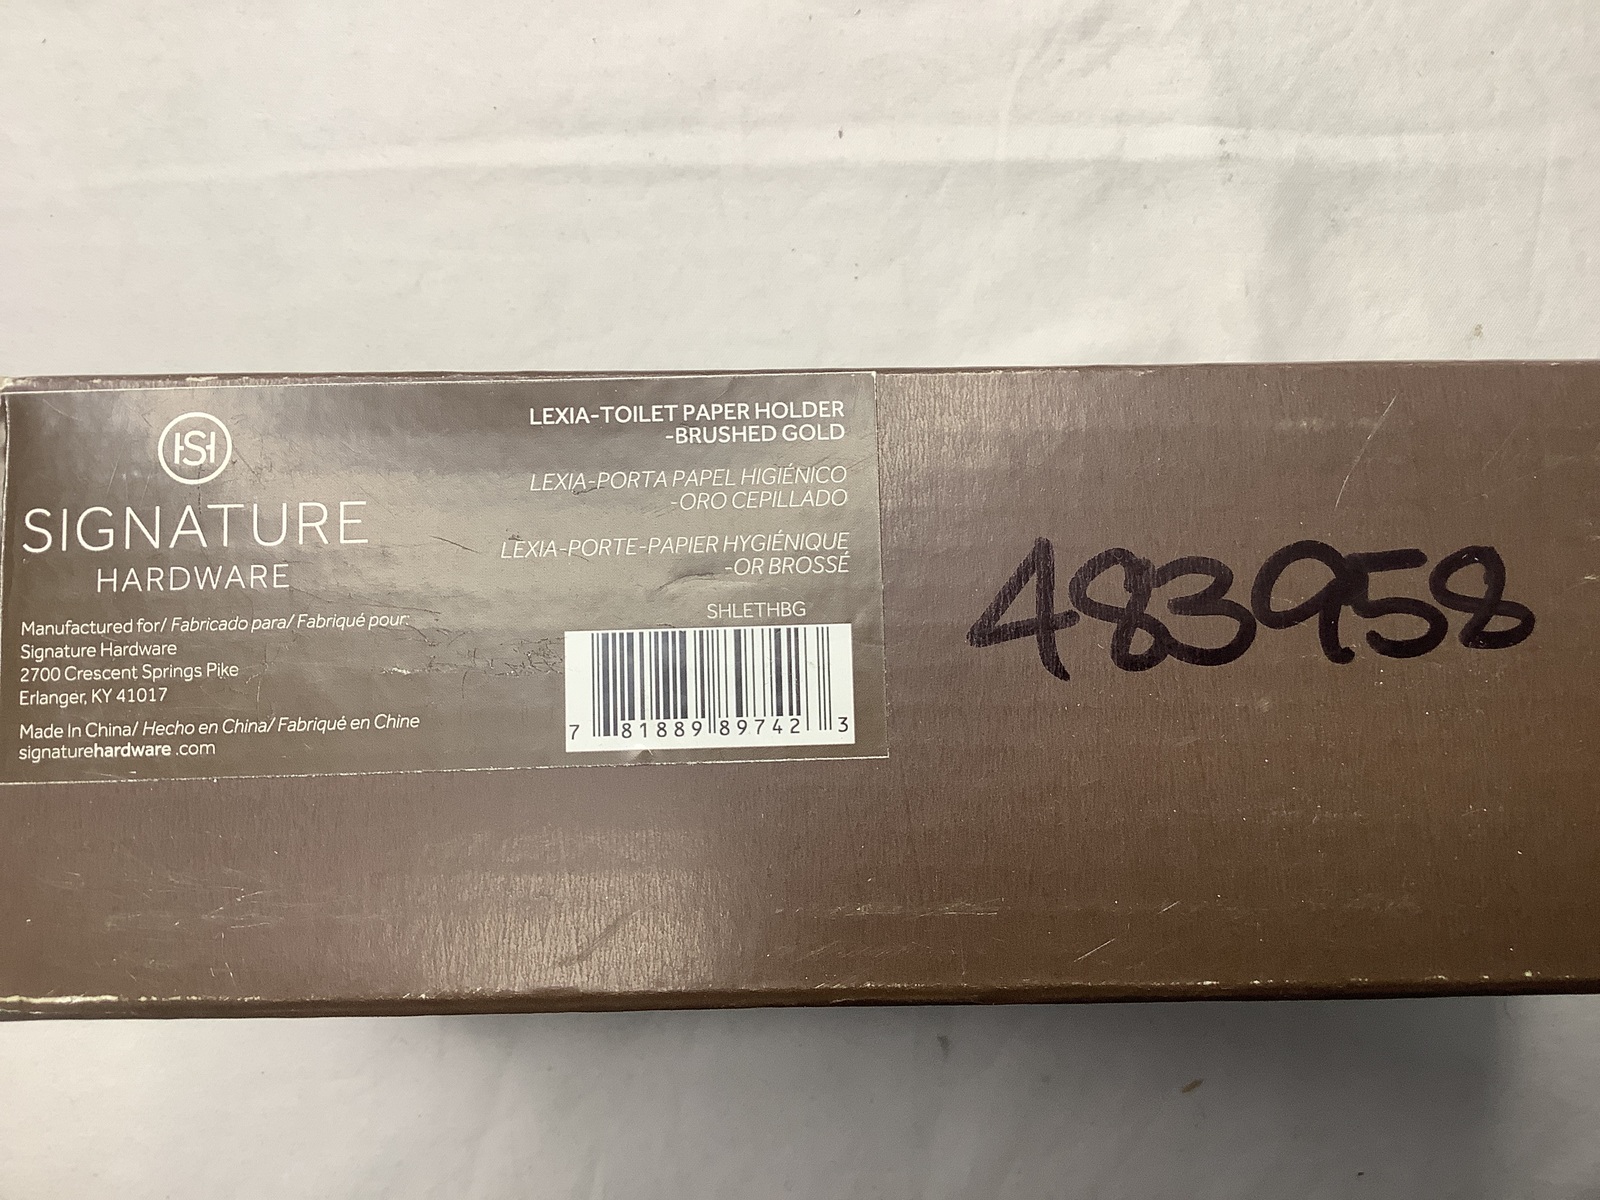 HSH
SIGNATURE
HARDWARE
Manufactured for/ Fabricado para/ Fabriqué pour:
Signature Hardware
2700 Crescent Springs Pike
Erlanger, KY 41017
Made In China/ Hecho en China/ Fabriqué en Chine
signaturehardware .com
LEXIA-TOILET PAPER HOLDER
-BRUSHED GOLD
LEXIA-PORTA PAPEL HIGIÉNICO
-ORO CEPILLADO
LEXIA-PORTE-PAPIER HYGIÉNIQUE
-OR BROSSÉ
SHLETHBG
7 81889 89742 3
483958